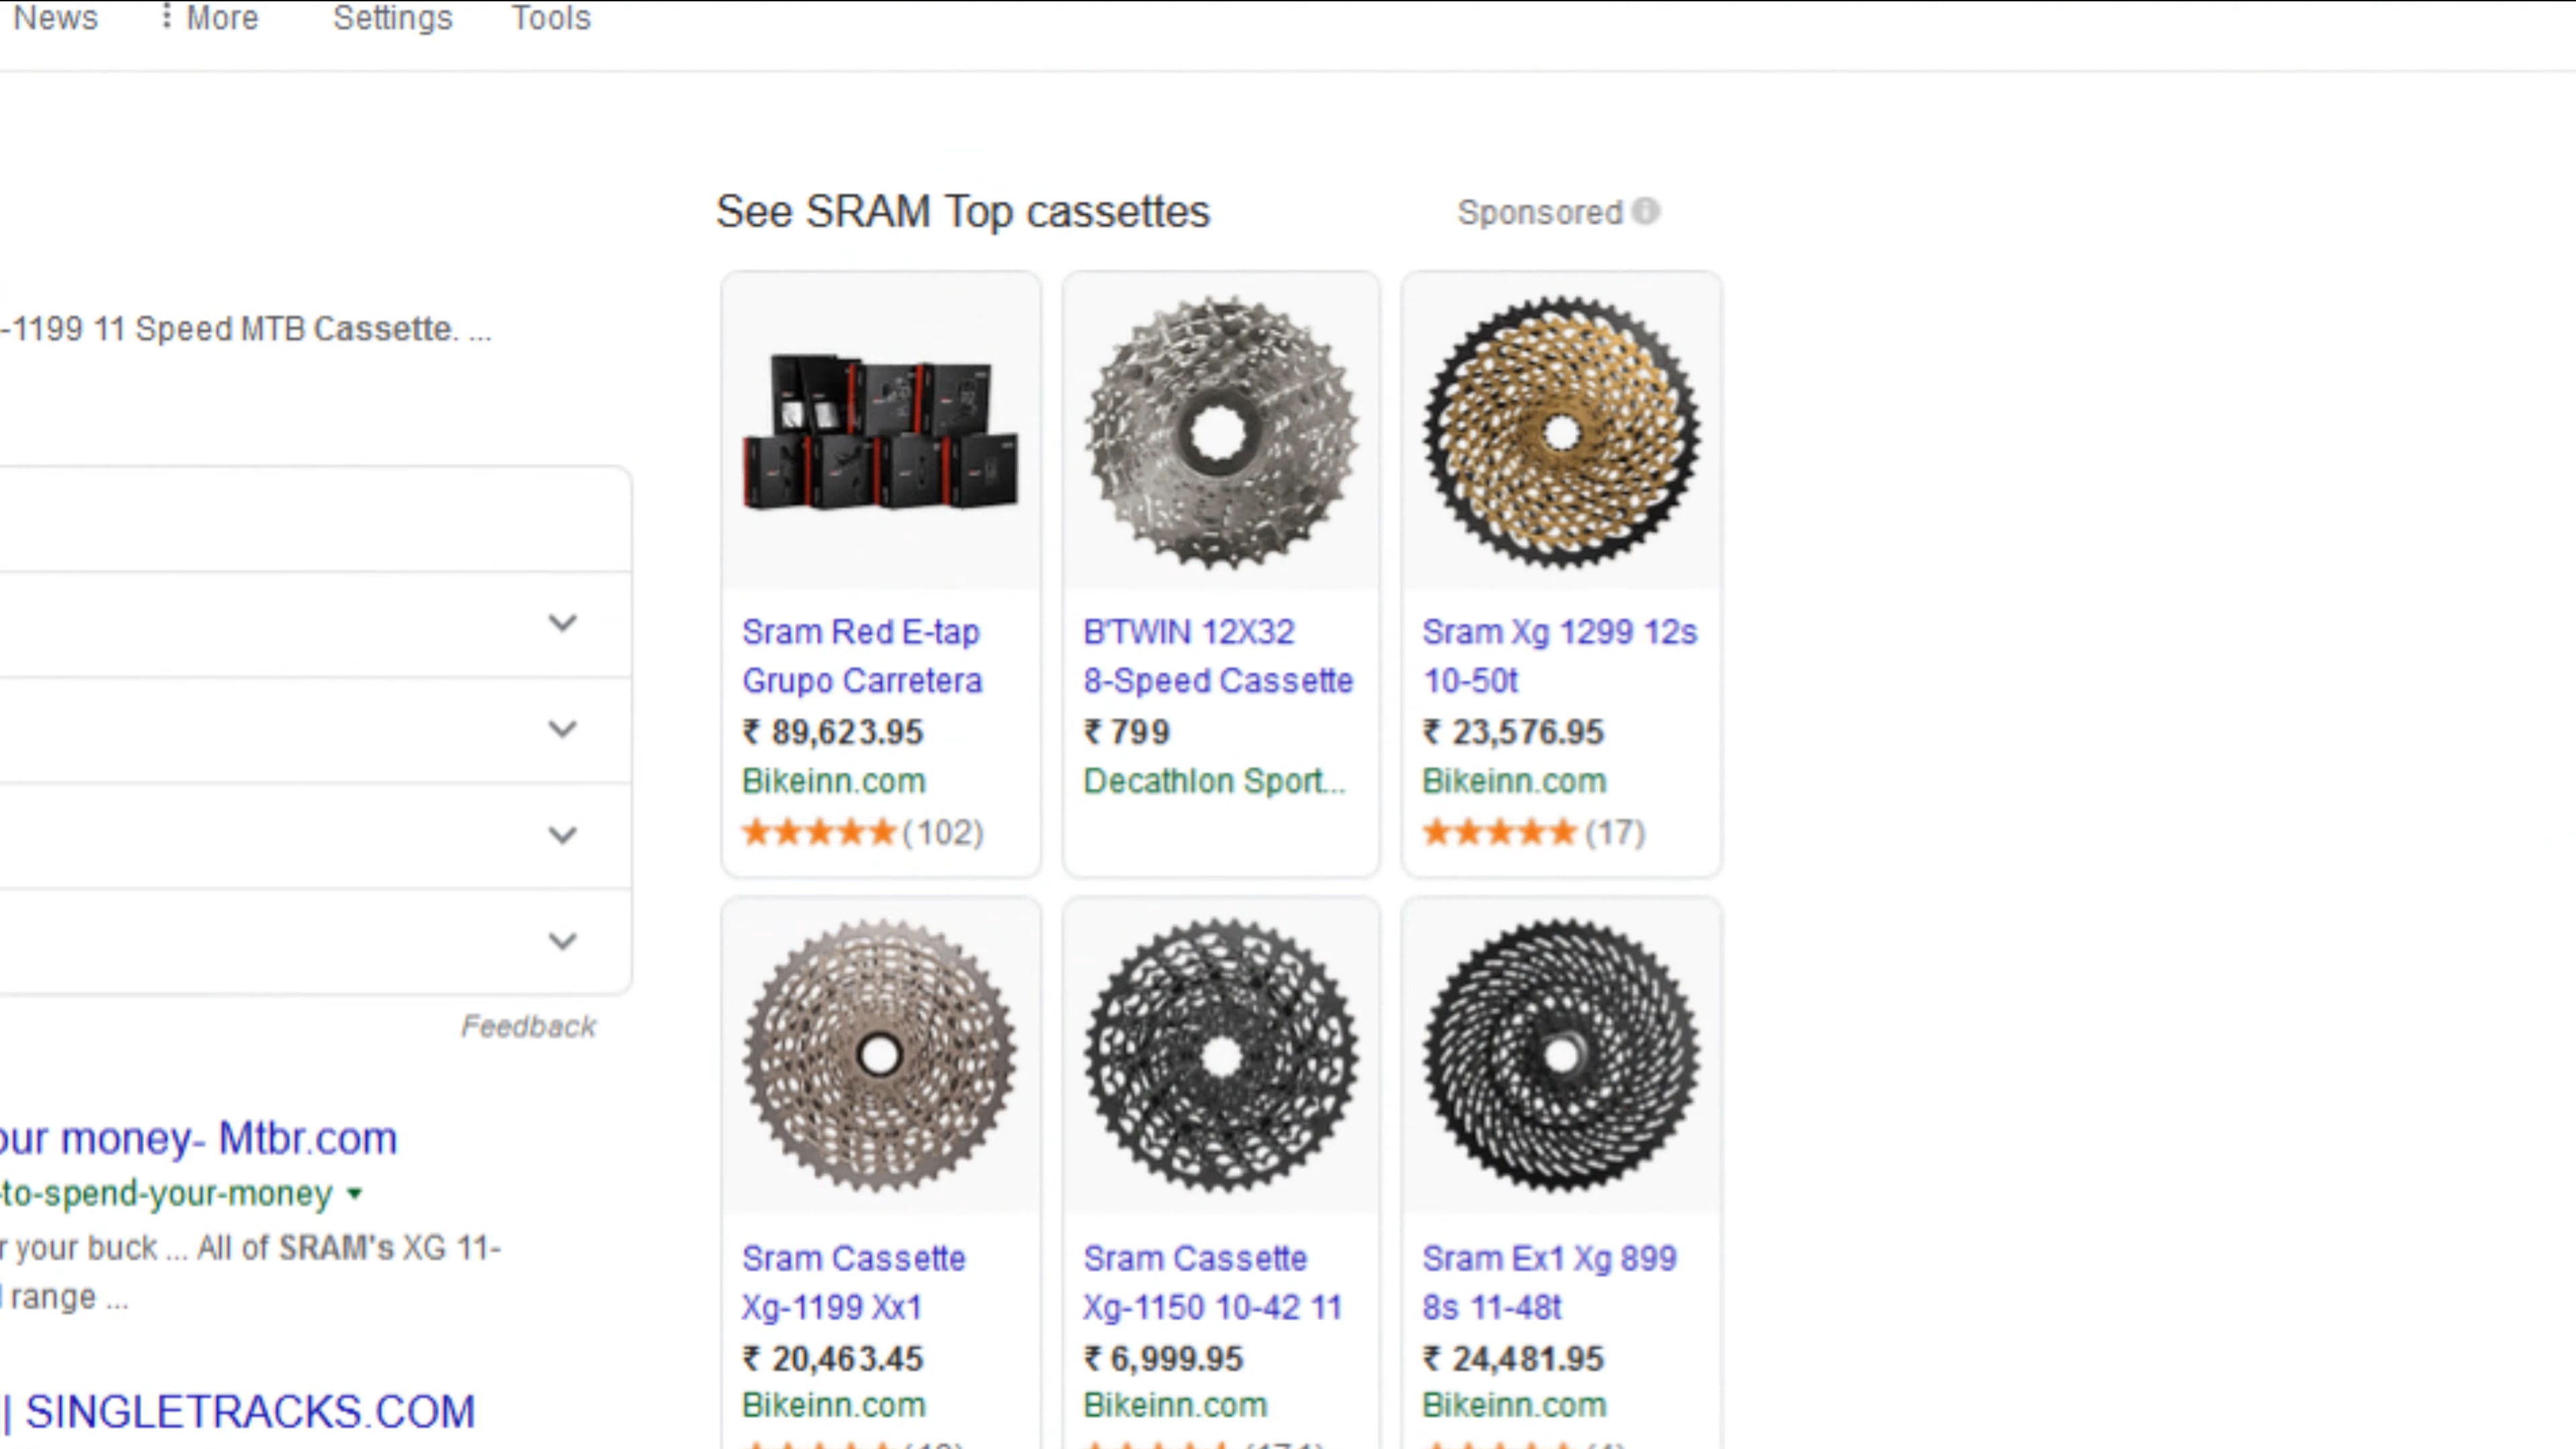 News
More
Settings
Tools
-1199 11 Speed MTB Cassette. ...
Feedback
our money- Mtbr.com
-to-spend-your-money
r your buck ... All of SRAM's XG 11-
range ...
| SINGLETRACKS.COM
See SRAM Top cassettes
Sponsored
Sram Red E-tap
Grupo Carretera
₹ 89,623.95
Bikeinn.com
(102)
B'TWIN 12X32
8-Speed Cassette
₹ 799
Decathlon Sport...
Sram Xg 1299 12s
10-50t
₹ 23,576.95
Bikeinn.com
(17)
Sram Cassette
Xg-1199 Xx1
₹ 20,463.45
Bikeinn.com
Sram Cassette
Xg-1150 10-42 11
₹ 6,999.95
Bikeinn.com
Sram Ex1 Xg 899
8s 11-48t
₹ 24,481.95
Bikeinn.com